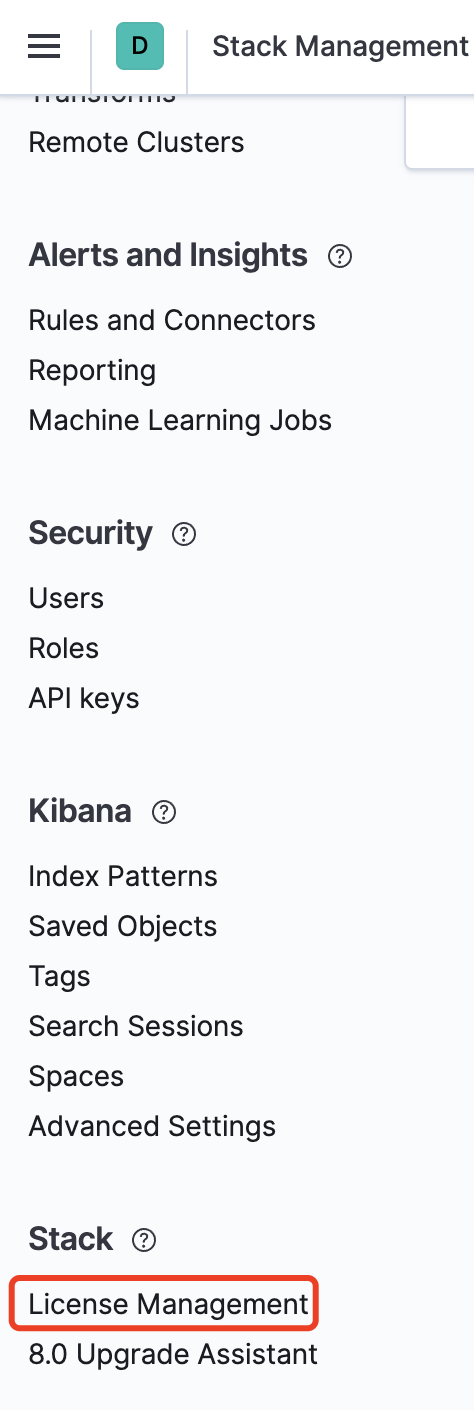 D Stack Management
Transforms
Remote Clusters
Alerts and Insights
Rules and Connectors
Reporting
Machine Learning Jobs
Security
Users
Roles
API keys
Kibana
Index Patterns
Saved Objects
Tags
Search Sessions
Spaces
Advanced Settings
Stack
License Management
8.0 Upgrade Assistant